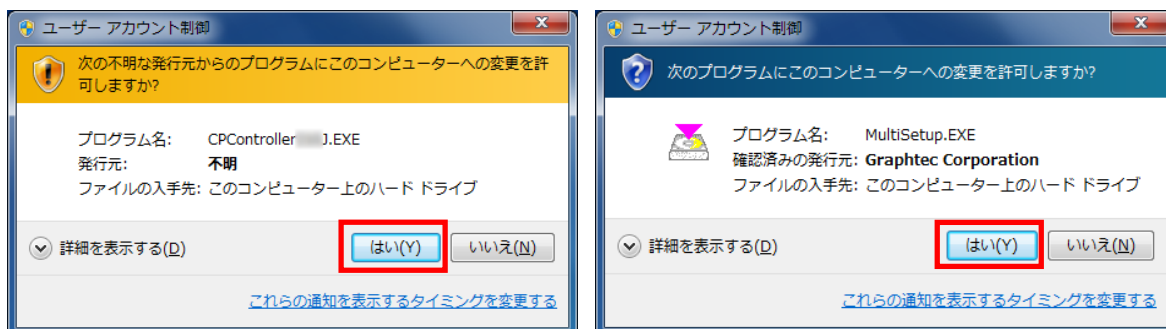 ユーザー アカウント制御
次の不明な発行元からのプログラムにこのコンピューターへの変更を許
可しますか?
プログラム名: CPController J.EXE
発行元: 不明
ファイルの入手先: このコンピューター上のハード ドライブ
詳細を表示する(D)
はい(Y)
いいえ(N)
これらの通知を表示するタイミングを変更する
ユーザー アカウント制御
次のプログラムにこのコンピューターへの変更を許可しますか?
プログラム名: MultiSetup.EXE
確認済みの発行元: Graphtec Corporation
ファイルの入手先: このコンピューター上のハード ドライブ
詳細を表示する(D)
はい(Y)
いいえ(N)
これらの通知を表示するタイミングを変更する